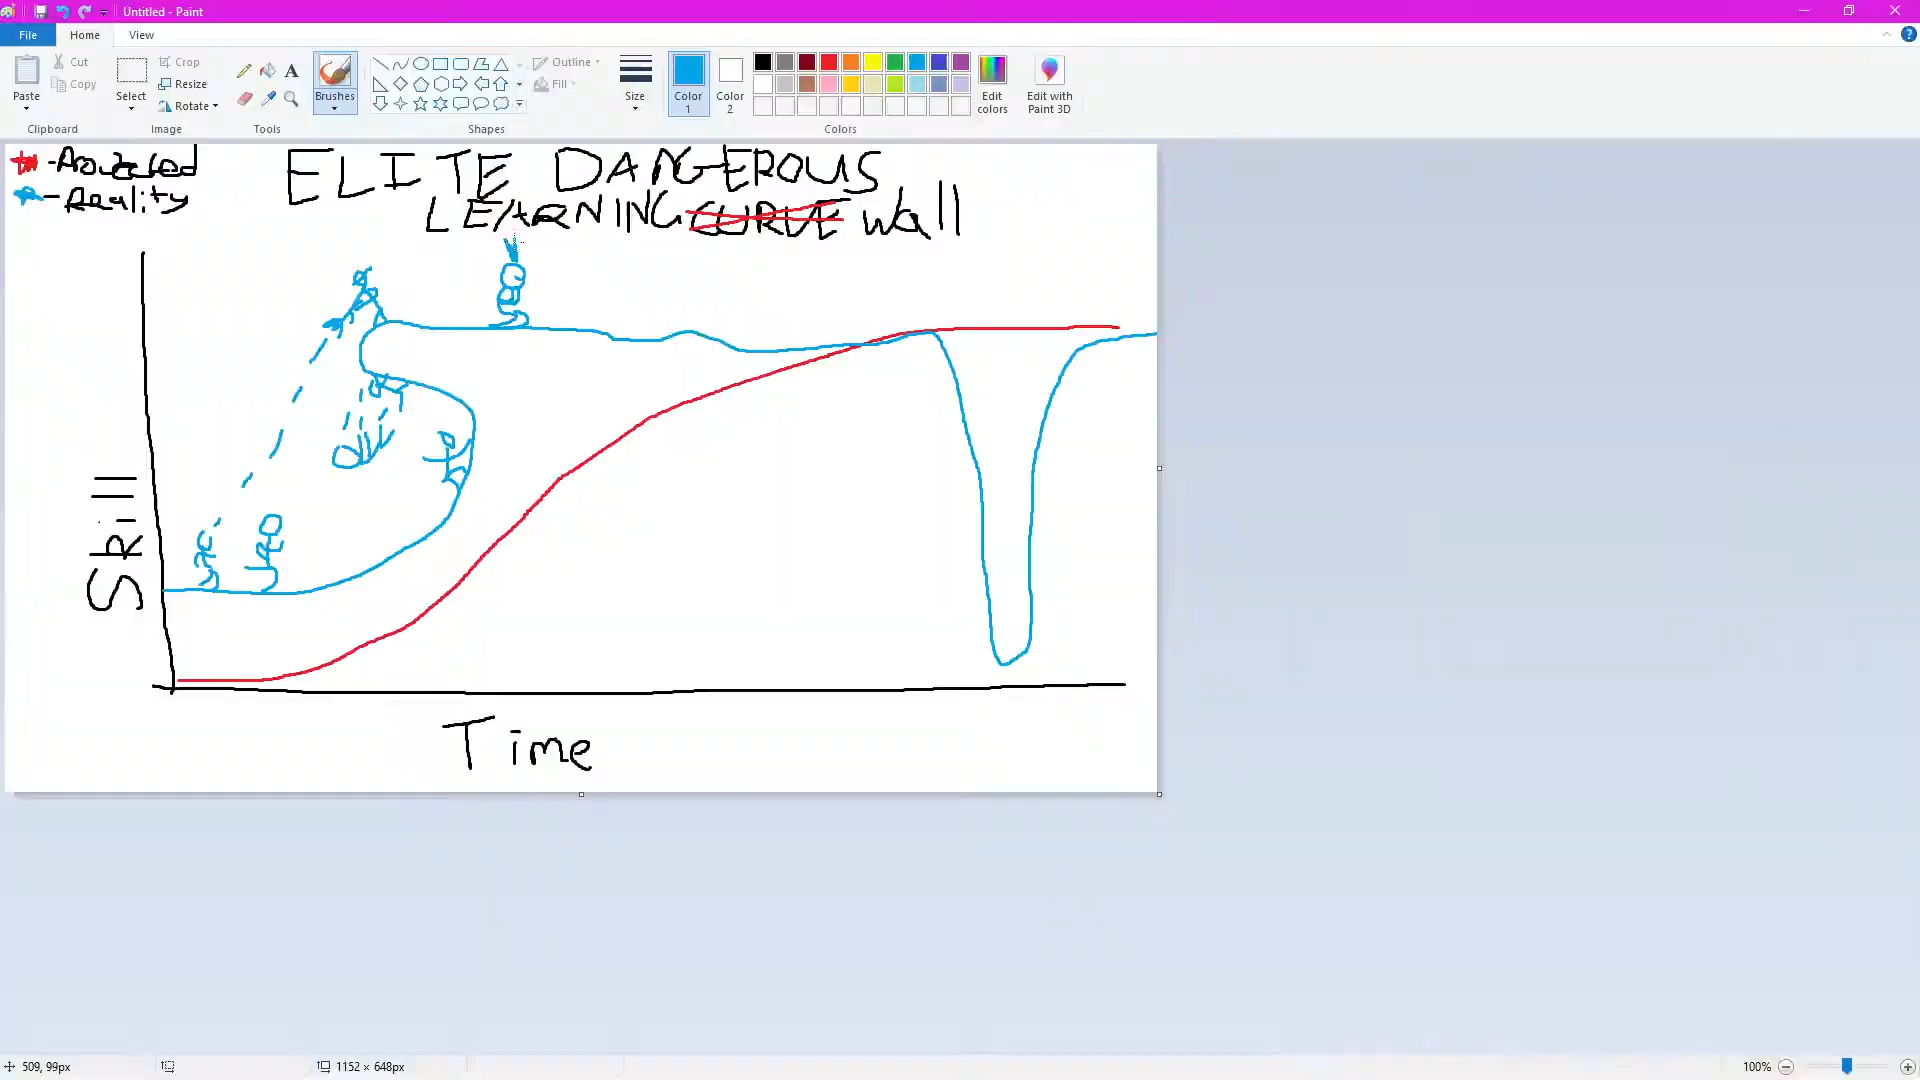 Untitled - Paint
File Home View
Paste Cut Copy Clipboard
Select Crop Resize Rotate Image
Tools
Brushes
Shapes Outline Fill
Size
Color 1 Color 2 Edit colors Edit with Paint 3D
Colors
ELITE DANGEROUS
- Reality
LEARNING CURVE Wall
Skill
Time
509, 99px 1152 × 648px 100%